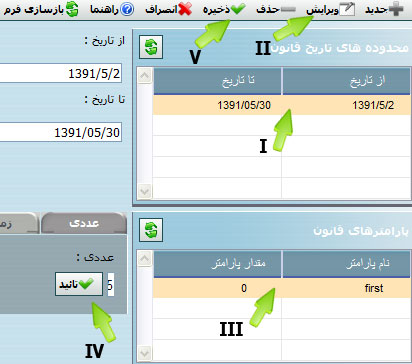 جدید ویرایش حذف ذخیره انصراف راهنما بازسازی فرم
II
V
محدوده های تاریخ قانون
از تاریخ تا تاریخ
1391/5/2 1391/05/30
I
از تاریخ :
1391/5/2
تا تاریخ :
1391/05/30
پارامترهای قانون
نام پارامتر مقدار پارامتر
first 0
III
عددی
عددی :
تائید
IV